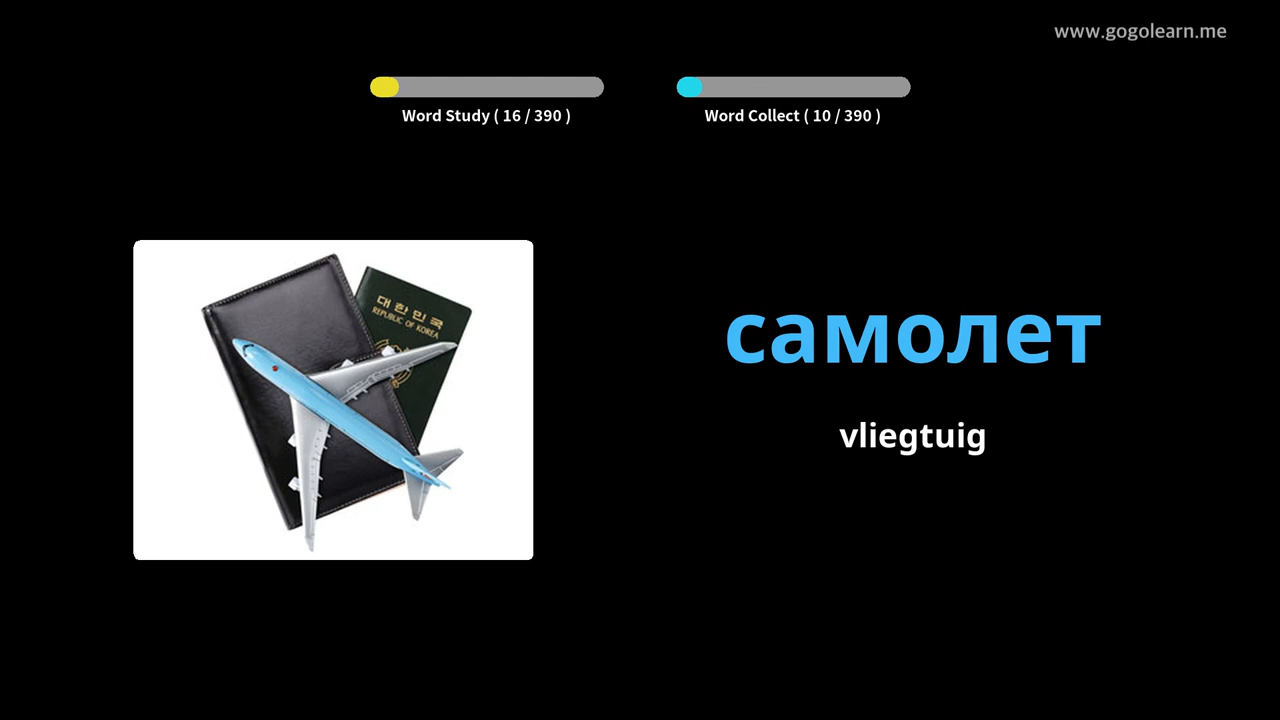 www.gogolearn.me
Word Study ( 16 / 390 )
Word Collect ( 10 / 390 )
대한민국
REPUBLIC OF KOREA
самолет
vliegtuig